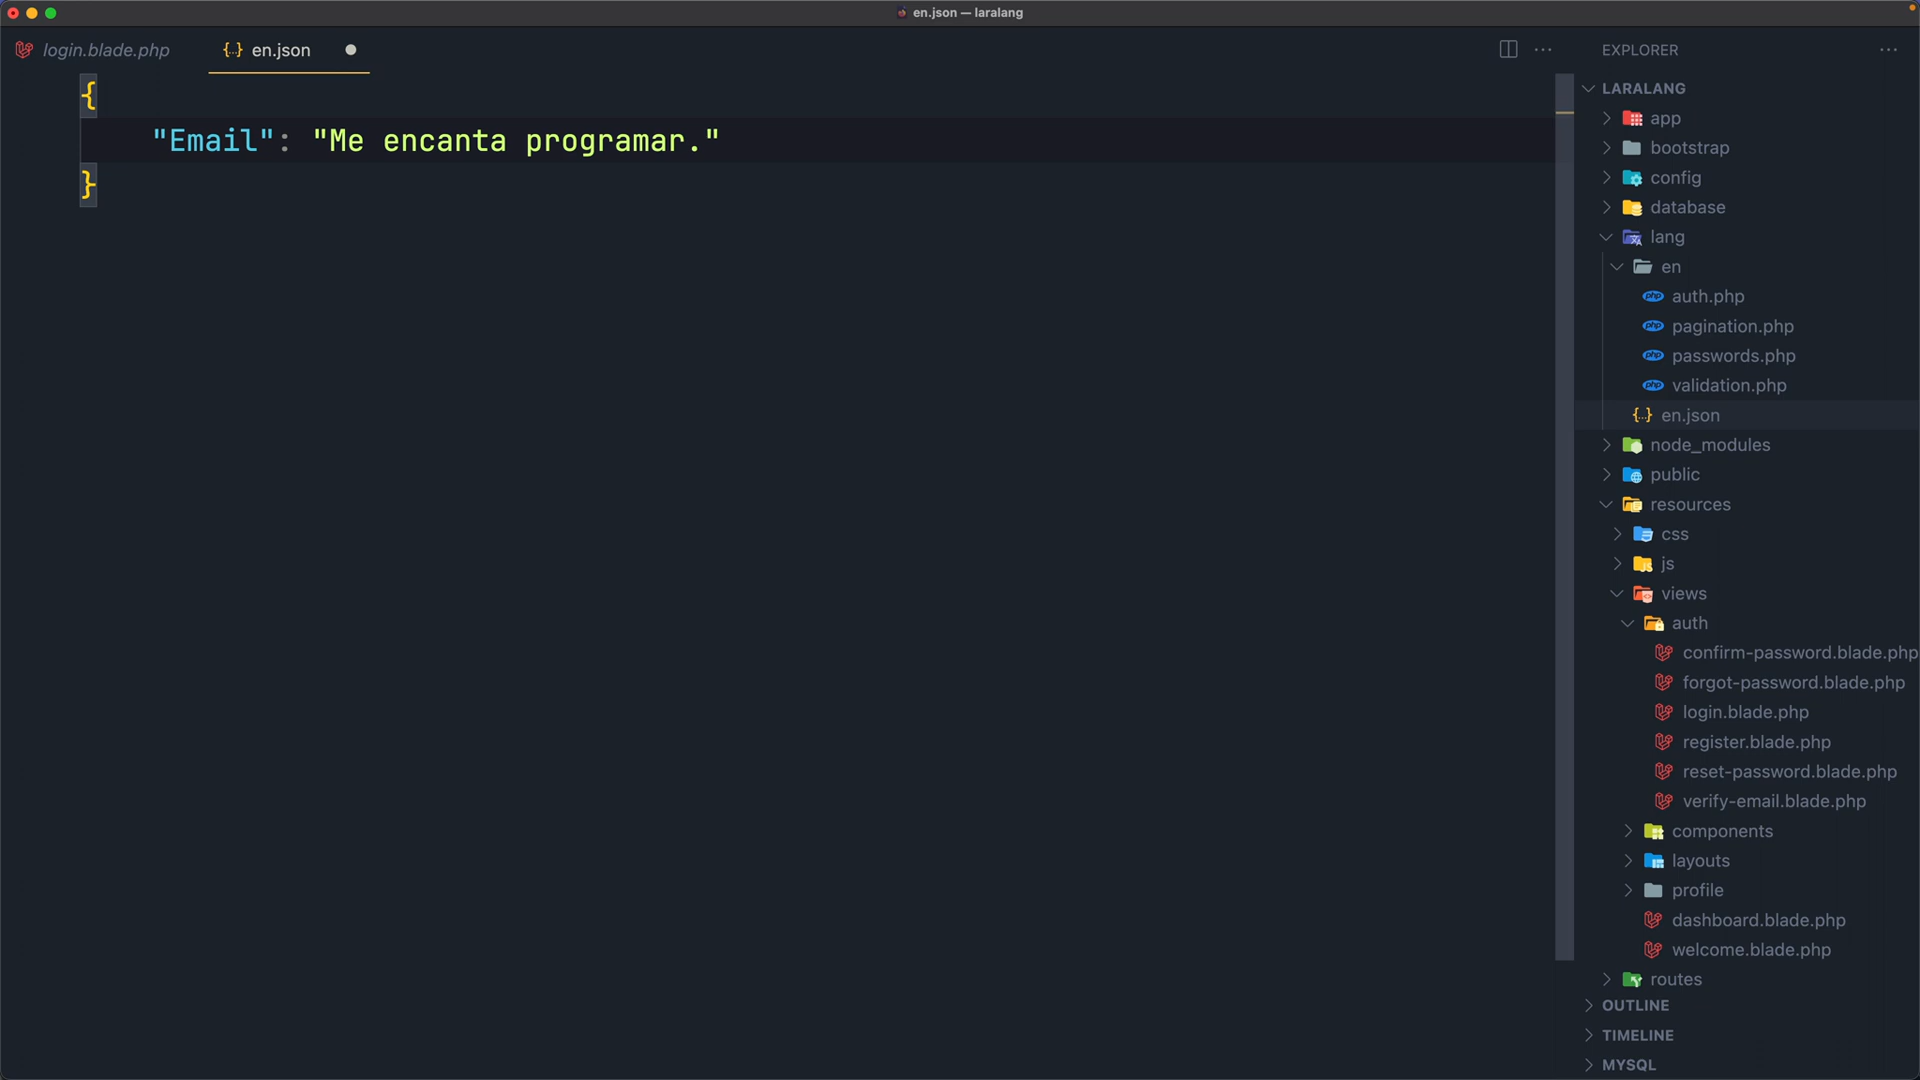 en.json — laralang
login.blade.php
{..} en.json
EXPLORER
{
"Email": "Me encanta programar."
}
LARALANG
app
bootstrap
config
database
lang
en
auth.php
pagination.php
passwords.php
validation.php
{..} en.json
node_modules
public
resources
css
js
views
auth
confirm-password.blade.php
forgot-password.blade.php
login.blade.php
register.blade.php
reset-password.blade.php
verify-email.blade.php
components
layouts
profile
dashboard.blade.php
welcome.blade.php
routes
OUTLINE
TIMELINE
MYSQL